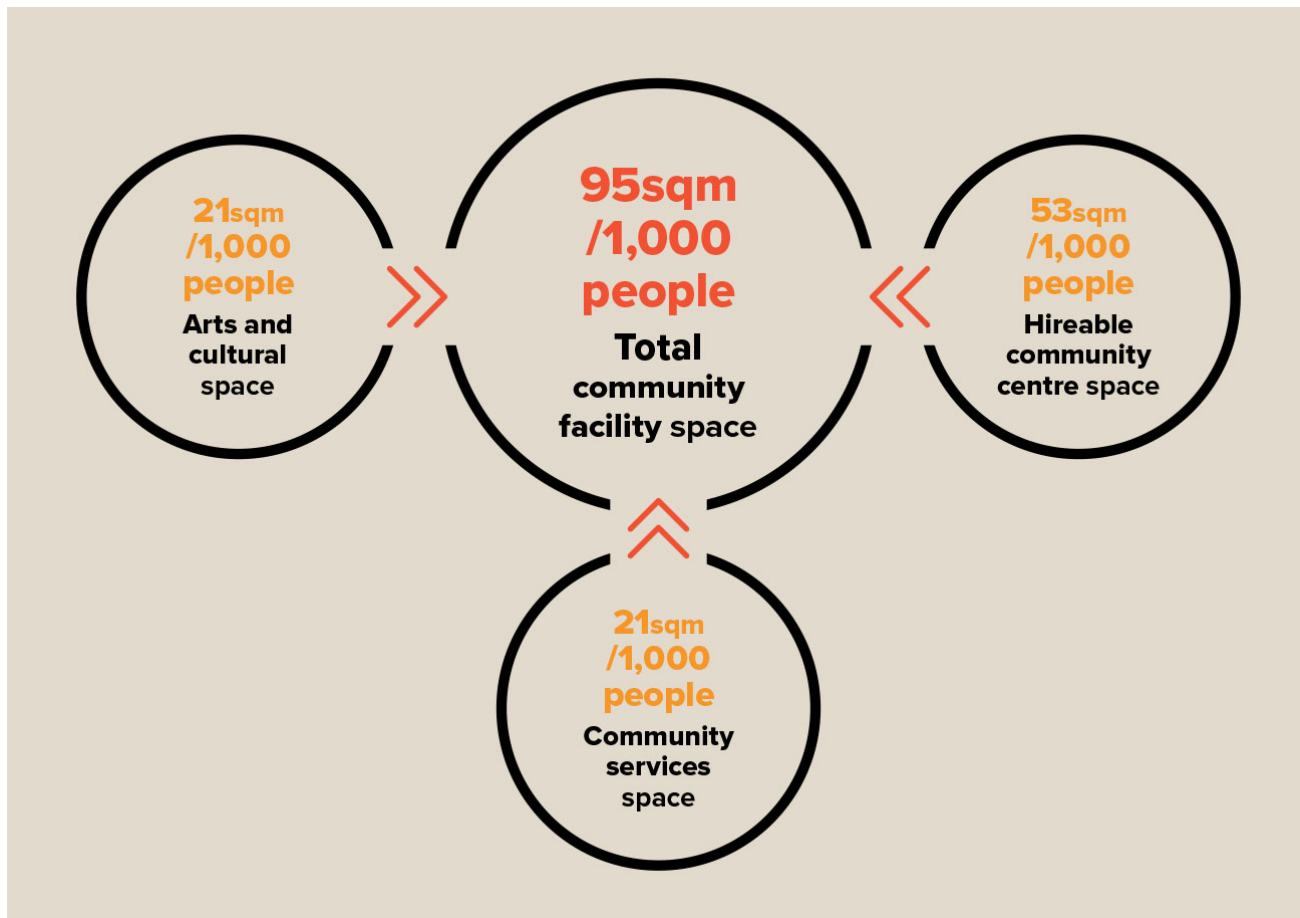 21sqm
/1,000
people
Arts and
cultural
space
95sqm
/1,000
people
Total
community
facility space
53sqm
/1,000
people
Hireable
community
centre space
21sqm
/1,000
people
Community
services
space